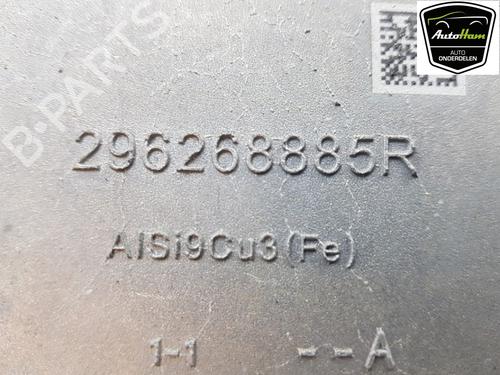 AutoHam
AUTO
ONDERDELEN
B-PARTS
296268885R
AlSi9Cu3(Fe)
1-1 --A